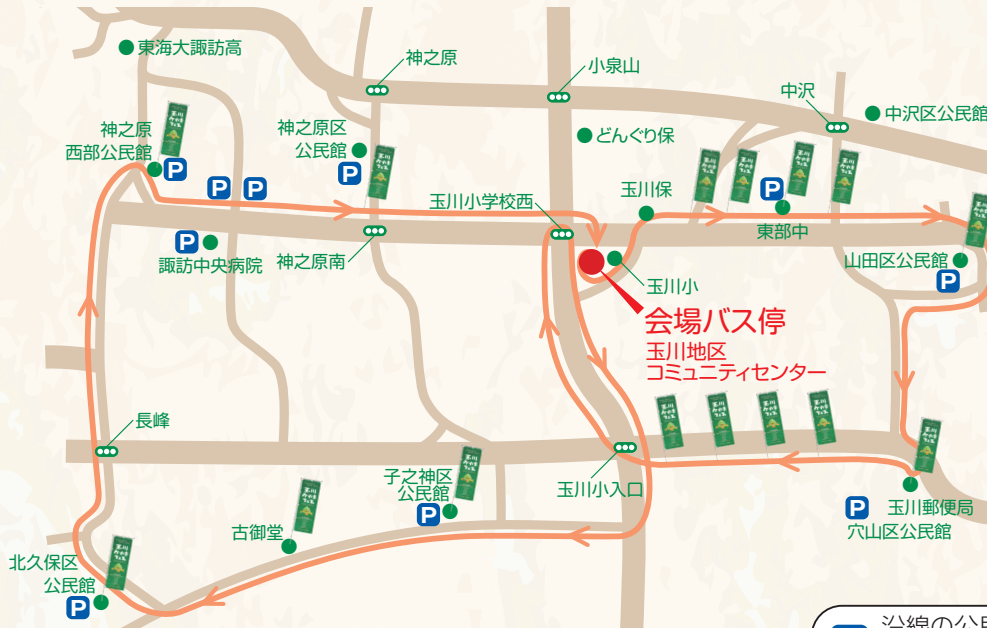 東海大諏訪高
神之原
小泉山
中沢
中沢区公民館
神之原
西部公民館
P
神之原区
公民館
P
どんぐり保
P
P
玉川小学校西
玉川保
P
東部中
P
諏訪中央病院
神之原南
山田区公民館
P
玉川小
会場バス停
玉川地区
コミュニティセンター
長峰
子之神区
公民館
P
玉川小入口
古御堂
P
玉川郵便局
穴山区公民館
北久保区
公民館
P